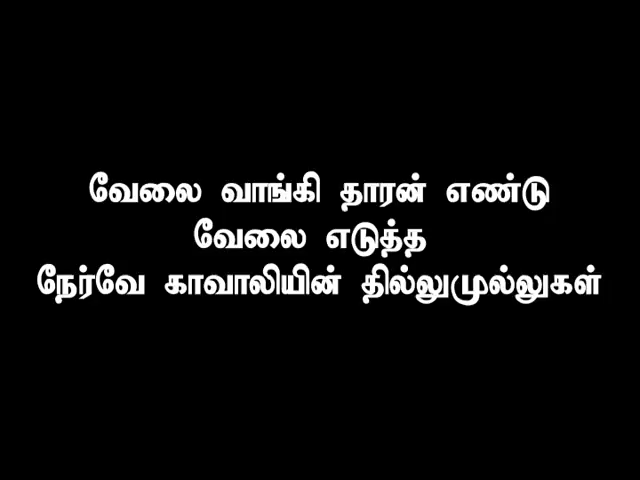 வேலை வாங்கி தாரன் எண்டு
வேலை எடுத்த
நேர்வே காவாலியின் தில்லுமுல்லுகள்